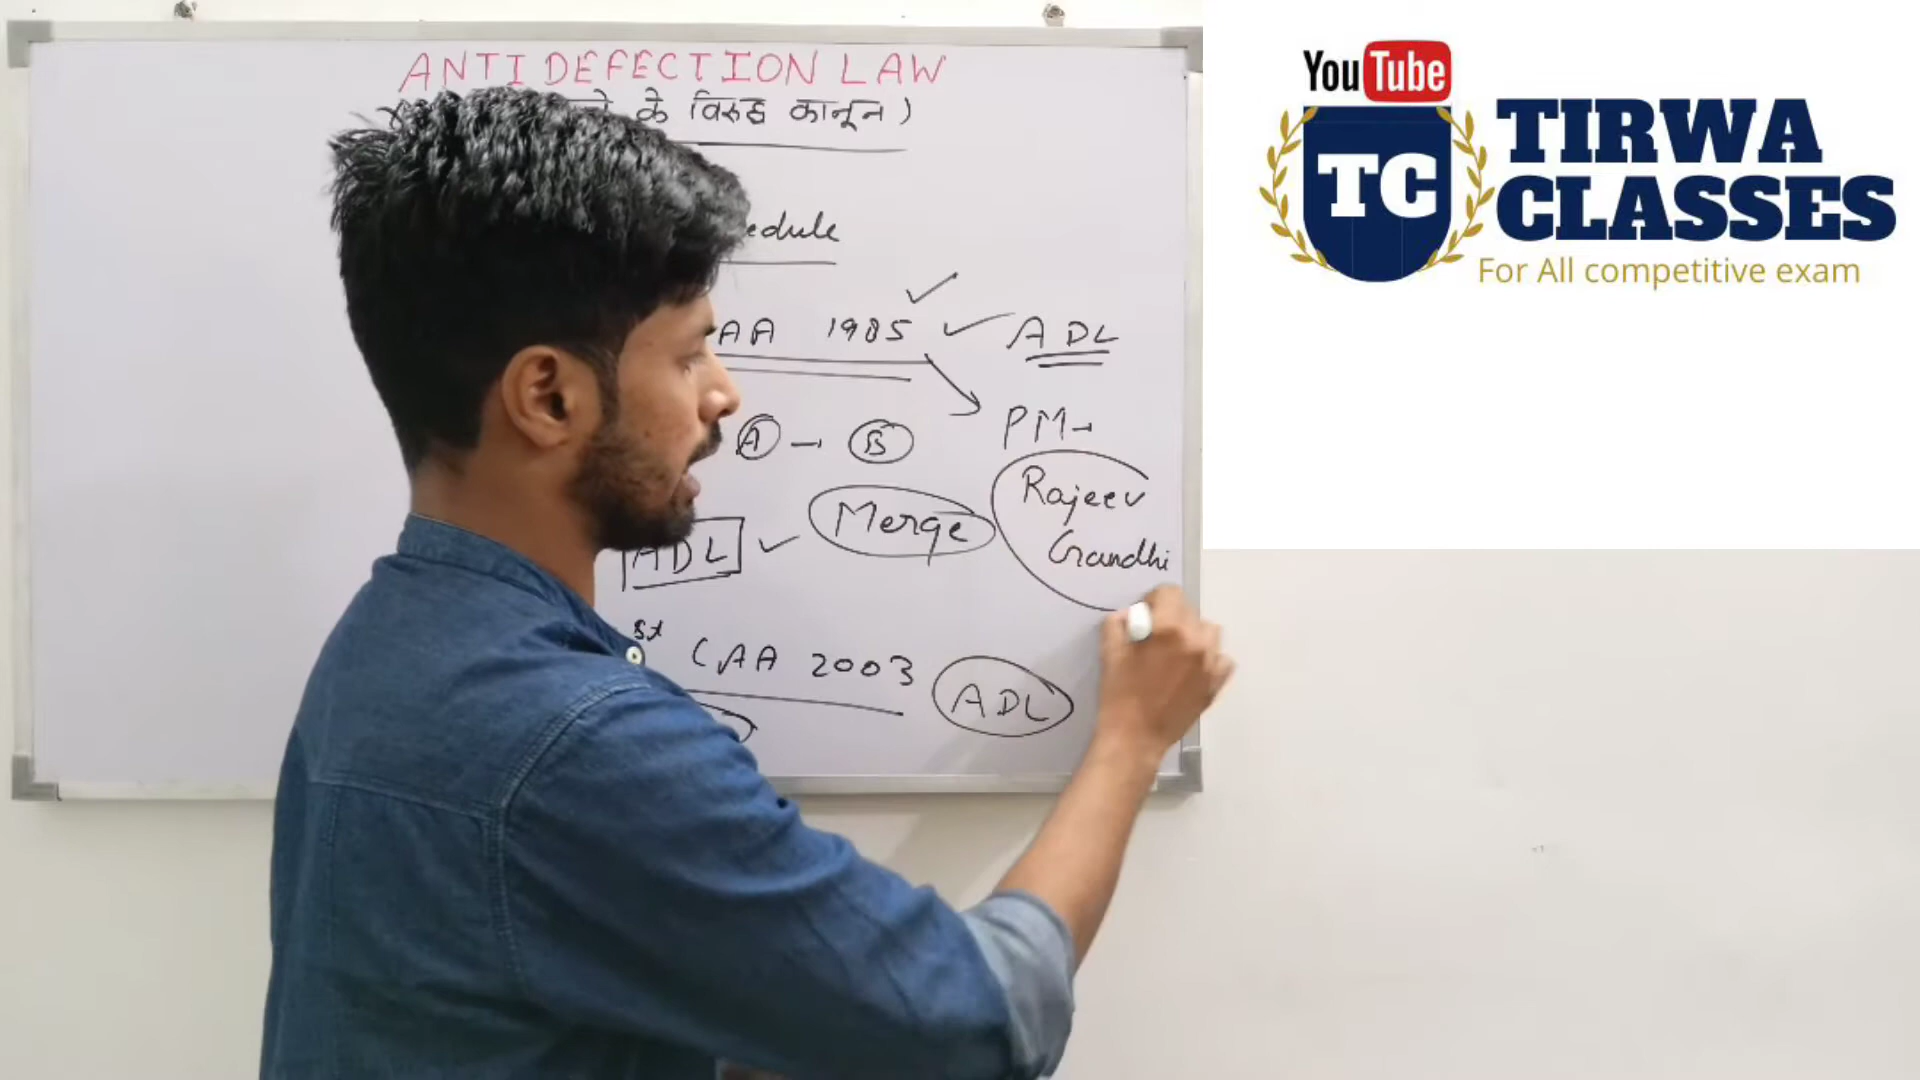 ANTI DEFECTION LAW
के विरुद्ध कानून )
edule
AA 1985 ADL
PM-
A B
Rajeev
Gandhi
Merge
ADL
st CAA 2003 ADL
YouTube
TC
TIRWA
CLASSES
For All competitive exam